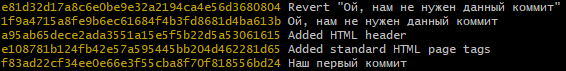 e81d32d17a8c6e0be9e32a2194ca4e56d3680804 Revert "Ой, нам не нужен данный коммит"
1f9a4715a8fe9b6ec61684f4b3fd8681d4ba613b Ой, нам не нужен данный коммит
a95ab65dece2ada3551a15e5f5b22d5a53061615 Added HTML header
e108781b124fb42e57a595445bb204d462281d65 Added standard HTML page tags
f83ad22cf34ee0e66e3f55cba8f70f818556bd24 Наш первый коммит